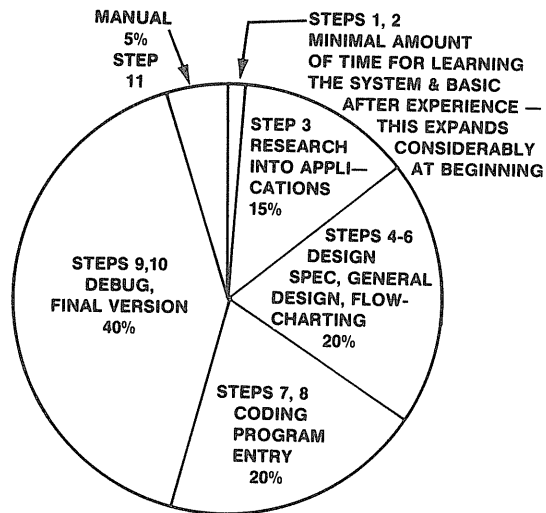 MANUAL
5%
STEP
11
STEPS 1, 2
MINIMAL AMOUNT
OF TIME FOR LEARNING
THE SYSTEM & BASIC
AFTER EXPERIENCE —
THIS EXPANDS
CONSIDERABLY
AT BEGINNING
STEP 3
RESEARCH
INTO APPLI—
CATIONS
15%
STEPS 4-6
DESIGN
SPEC, GENERAL
DESIGN, FLOW-
CHARTING
20%
STEPS 7, 8
CODING
PROGRAM
ENTRY
20%
STEPS 9,10
DEBUG,
FINAL VERSION
40%